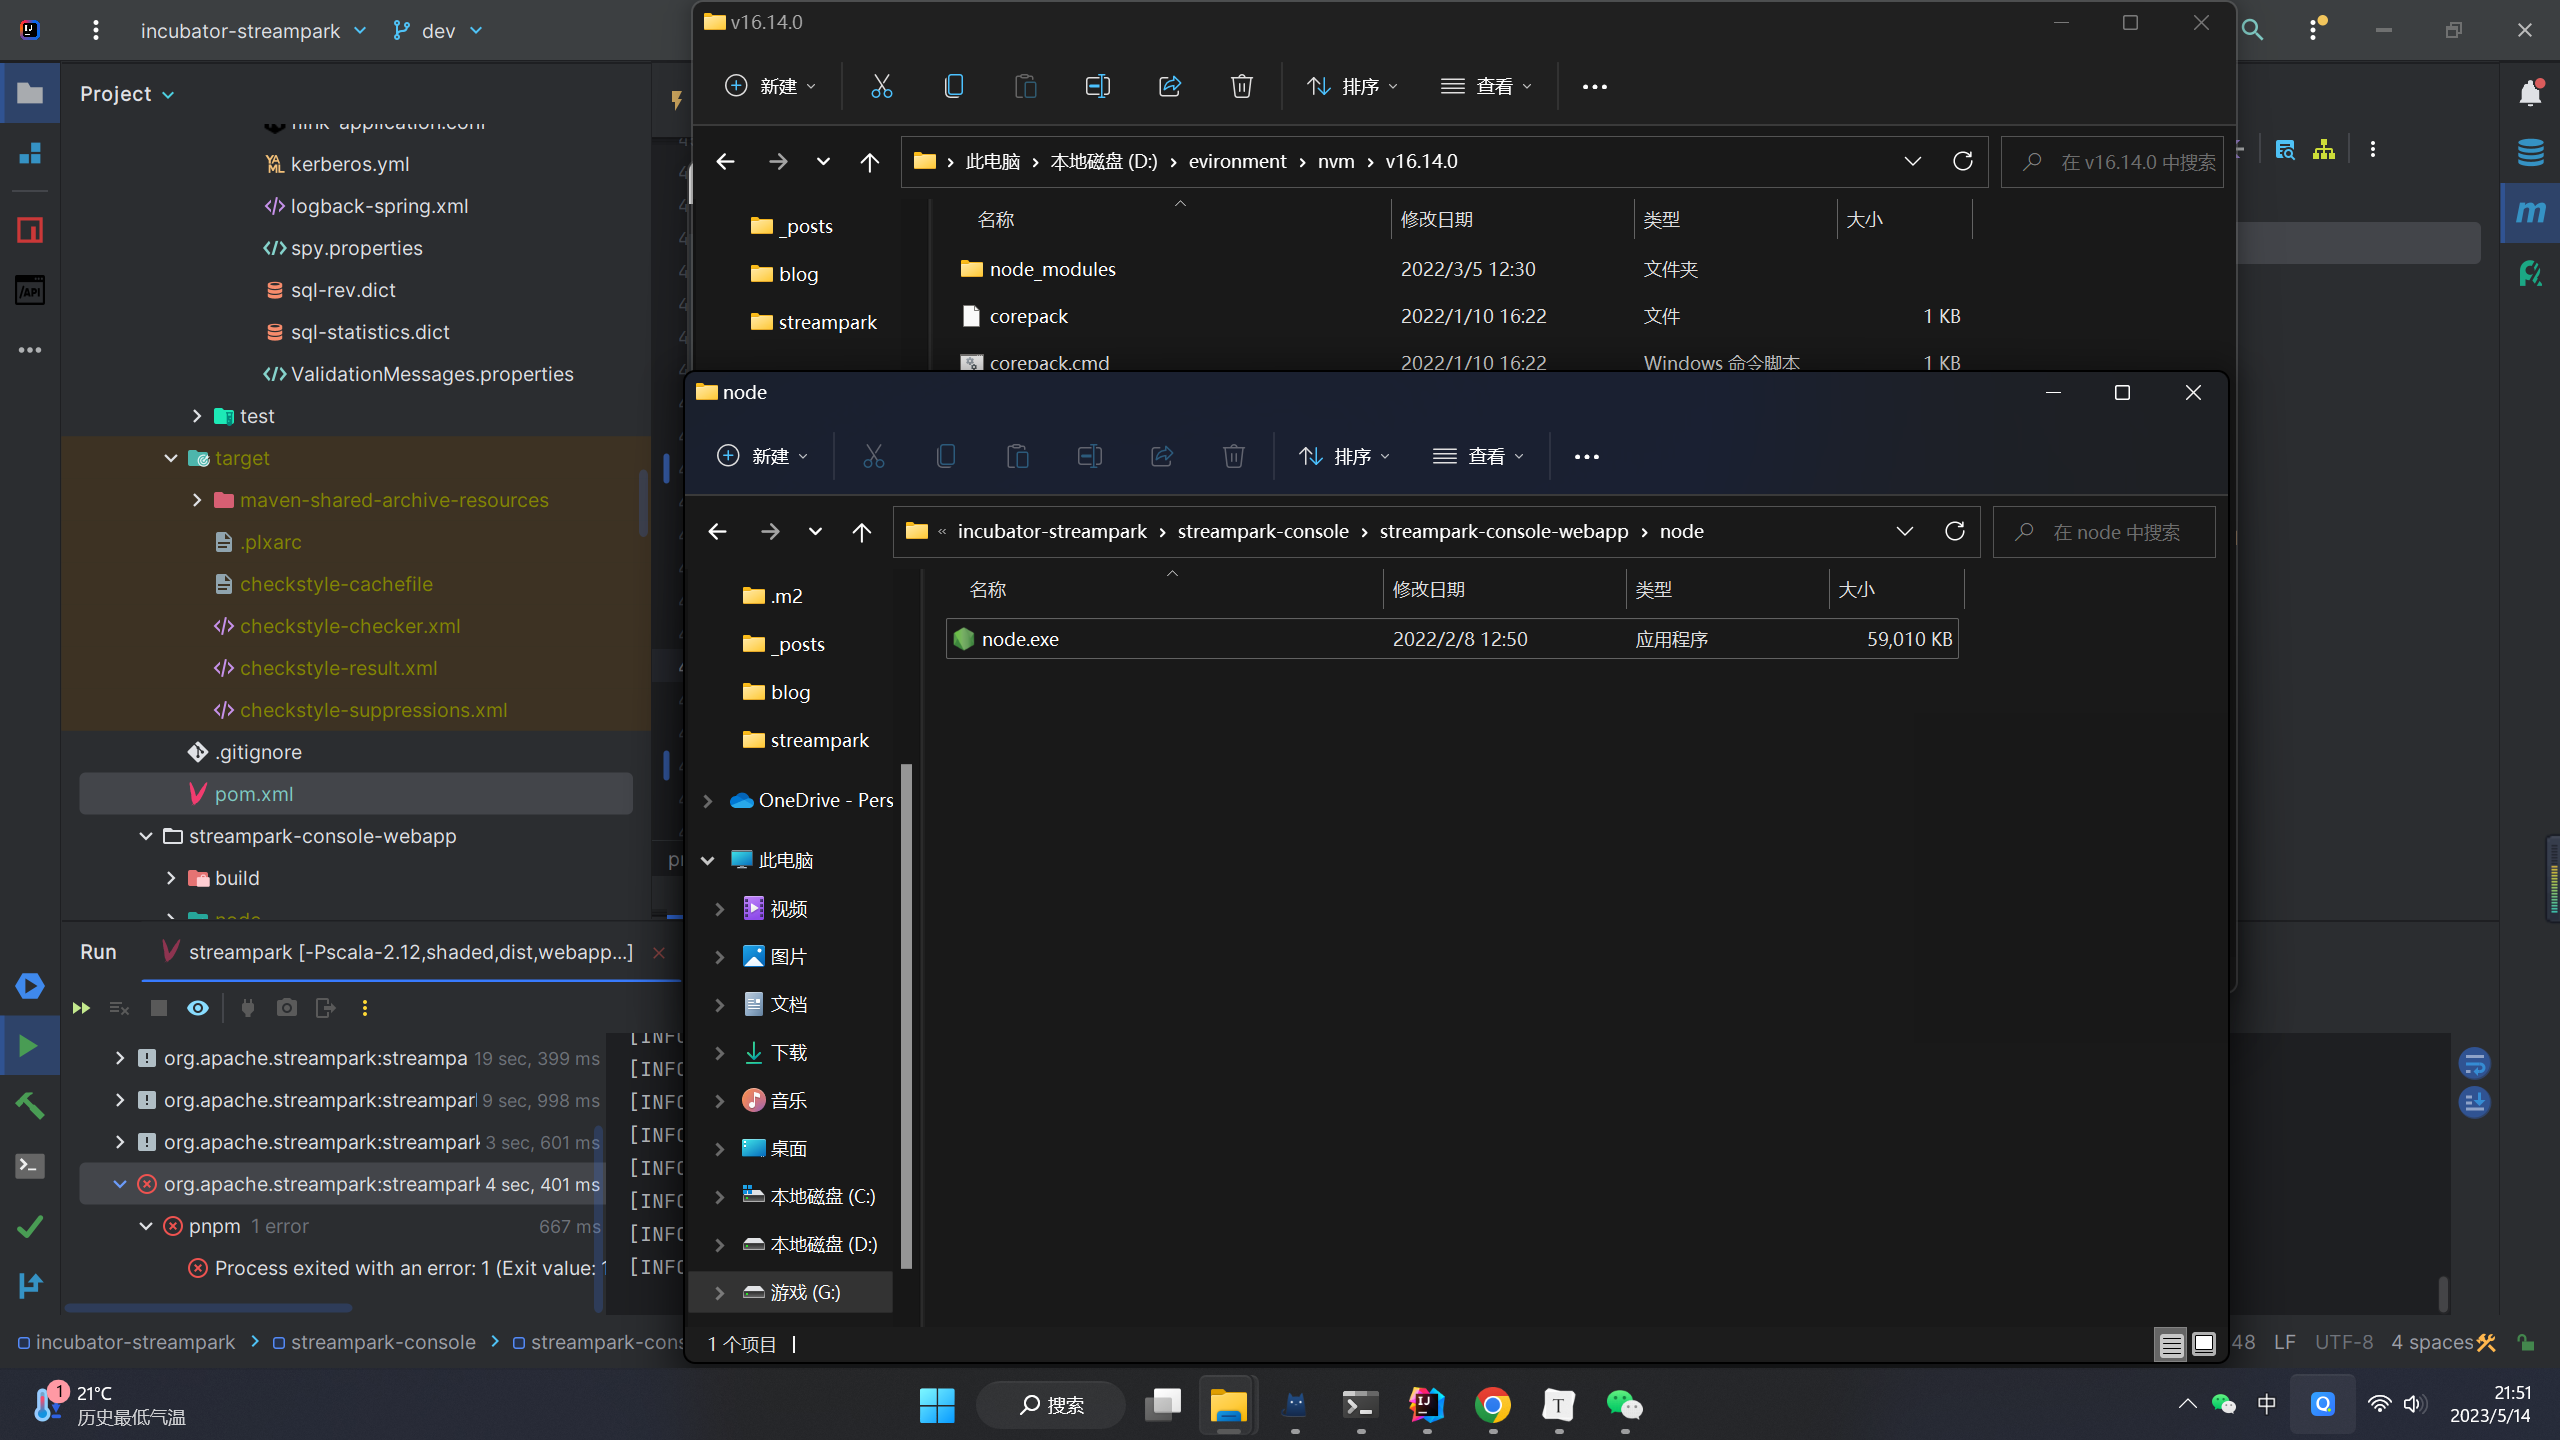 incubator-streampark
dev
Project
kerberos.yml
logback-spring.xml
spy.properties
sql-rev.dict
sql-statistics.dict
ValidationMessages.properties
test
target
maven-shared-archive-resources
.plxarc
checkstyle-cachefile
checkstyle-checker.xml
checkstyle-result.xml
checkstyle-suppressions.xml
.gitignore
pom.xml
streampark-console-webapp
build
v16.14.0
新建
排序
查看
此电脑 › 本地磁盘 (D:) › evironment › nvm › v16.14.0
在 v16.14.0 中搜索
_posts
blog
streampark
名称 修改日期 类型 大小
node_modules 2022/3/5 12:30 文件夹
corepack 2022/1/10 16:22 文件 1 KB
corepack.cmd 2022/1/10 16:22 Windows 命令脚本 1 KB
node
新建
排序
查看
« incubator-streampark › streampark-console › streampark-console-webapp › node
在 node 中搜索
.m2
_posts
blog
streampark
OneDrive - Pers
此电脑
视频
图片
文档
下载
音乐
桌面
本地磁盘 (C:)
本地磁盘 (D:)
游戏 (G:)
名称 修改日期 类型 大小
node.exe 2022/2/8 12:50 应用程序 59,010 KB
1 个项目
Run
streampark [-Pscala-2.12,shaded,dist,webapp...]
org.apache.streampark:streampa 19 sec, 399 ms
org.apache.streampark:streampar 9 sec, 998 ms
org.apache.streampark:streampark 3 sec, 601 ms
org.apache.streampark:streampark 4 sec, 401 ms
pnpm 1 error 667 ms
Process exited with an error: 1 (Exit value: 1
[INFO
[INFO
[INFO
[INFO
[INFO
[INFO
[INFO
[INFO
incubator-streampark > streampark-console > streampark-cons
48 LF UTF-8 4 spaces
1
21°C
历史最低气温
搜索
中
21:51
2023/5/14